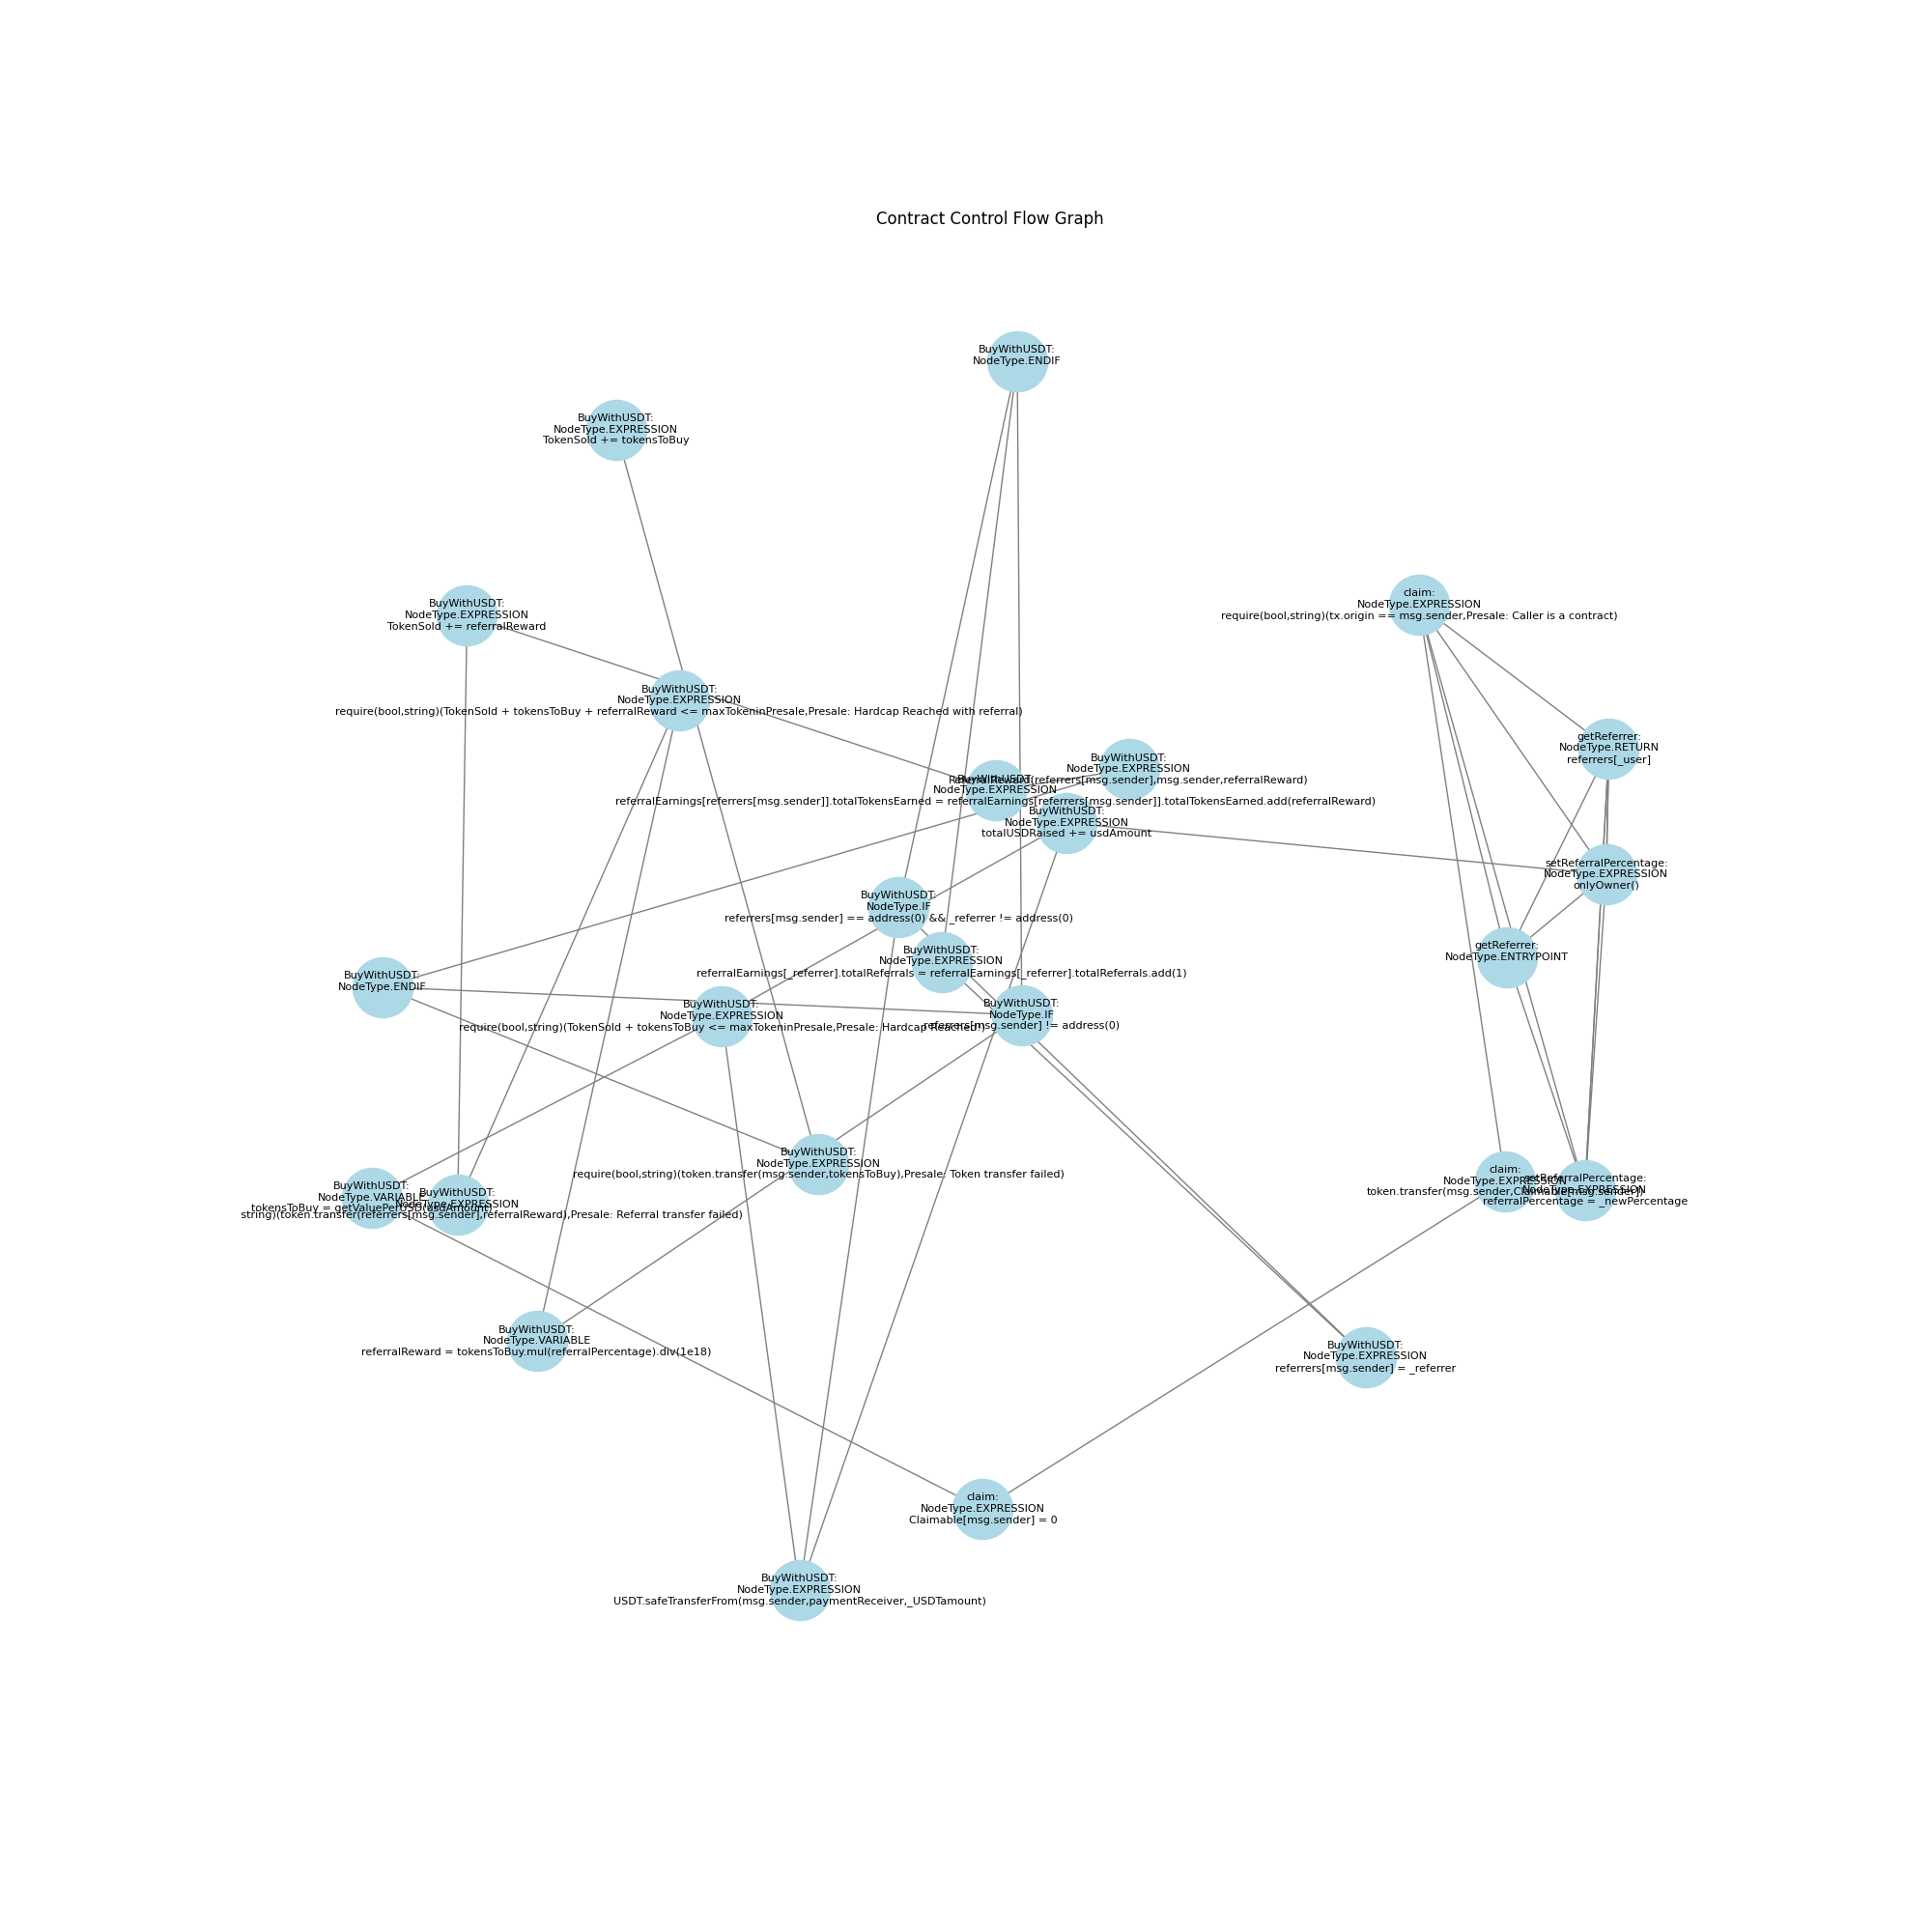 Contract Control Flow Graph
BuyWithUSDT:
NodeType.ENDIF
BuyWithUSDT:
NodeType.EXPRESSION
TokenSold += tokensToBuy
claim:
NodeType.EXPRESSION
require(bool,string)(tx.origin == msg.sender,Presale: Caller is a contract)
BuyWithUSDT:
NodeType.EXPRESSION
TokenSold += referralReward
BuyWithUSDT:
NodeType.EXPRESSION
require(bool,string)(TokenSold + tokensToBuy + referralReward <= maxTokeninPresale,Presale: Hardcap Reached with referral)
getReferrer:
NodeType.RETURN
referrers[_user]
BuyWithUSDT:
NodeType.EXPRESSION
ReferralReward(referrers[msg.sender],msg.sender,referralReward)
BuyWithUSDT:
NodeType.EXPRESSION
referralEarnings[referrers[msg.sender]].totalTokensEarned = referralEarnings[referrers[msg.sender]].totalTokensEarned.add(referralReward)
BuyWithUSDT:
NodeType.EXPRESSION
totalUSDRaised += usdAmount
setReferralPercentage:
NodeType.EXPRESSION
onlyOwner()
BuyWithUSDT:
NodeType.IF
referrers[msg.sender] == address(0) && _referrer != address(0)
getReferrer:
NodeType.ENTRYPOINT
BuyWithUSDT:
NodeType.EXPRESSION
referralEarnings[_referrer].totalReferrals = referralEarnings[_referrer].totalReferrals.add(1)
BuyWithUSDT:
NodeType.ENDIF
BuyWithUSDT:
NodeType.EXPRESSION
require(bool,string)(TokenSold + tokensToBuy <= maxTokeninPresale,Presale: Hardcap Reached!)
BuyWithUSDT:
NodeType.IF
referrers[msg.sender] != address(0)
BuyWithUSDT:
NodeType.EXPRESSION
require(bool,string)(token.transfer(msg.sender,tokensToBuy),Presale: Token transfer failed)
claim:
NodeType.EXPRESSION
token.transfer(msg.sender,Claimable[msg.sender])
setReferralPercentage:
NodeType.EXPRESSION
referralPercentage = _newPercentage
BuyWithUSDT:
NodeType.VARIABLE
tokensToBuy = getValuePerUSD(usdAmount)
BuyWithUSDT:
NodeType.EXPRESSION
string)(token.transfer(referrers[msg.sender],referralReward),Presale: Referral transfer failed)
BuyWithUSDT:
NodeType.VARIABLE
referralReward = tokensToBuy.mul(referralPercentage).div(1e18)
BuyWithUSDT:
NodeType.EXPRESSION
referrers[msg.sender] = _referrer
claim:
NodeType.EXPRESSION
Claimable[msg.sender] = 0
BuyWithUSDT:
NodeType.EXPRESSION
USDT.safeTransferFrom(msg.sender,paymentReceiver,_USDTamount)